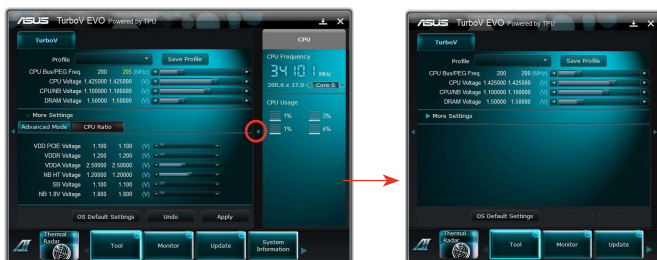 ASUS TurboV EVO Powered by TPU
TurboV
Profile Save Profile
CPU Bus/PEG Freq. 200 205 (MHz)
CPU Voltage 1.425000 1.425000 (V)
CPU/NB Voltage 1.100000 1.100000 (V)
DRAM Voltage 1.50000 1.50000 (V)
More Settings
Advanced Mode CPU Ratio
VDD PCIE Voltage 1.100 1.100 (V)
VDDR Voltage 1.200 1.200 (V)
VDDA Voltage 2.50000 2.50000 (V)
NB HT Voltage 1.20000 1.20000 (V)
SB Voltage 1.100 1.100 (V)
NB 1.8V Voltage 1.800 1.800 (V)
OS Default Settings Undo Apply
Thermal Radar Tool Monitor Update System Information
CPU
CPU Frequency
3410.1 MHz
200.6 x 17.0 Core 0
CPU Usage
1% 3%
1% 4%
ASUS TurboV EVO Powered by TPU
TurboV
Profile Save Profile
CPU Bus/PEG Freq. 200 200 (MHz)
CPU Voltage 1.425000 1.425000 (V)
CPU/NB Voltage 1.100000 1.100000 (V)
DRAM Voltage 1.50000 1.50000 (V)
More Settings
OS Default Settings
Thermal Radar Tool Monitor Update